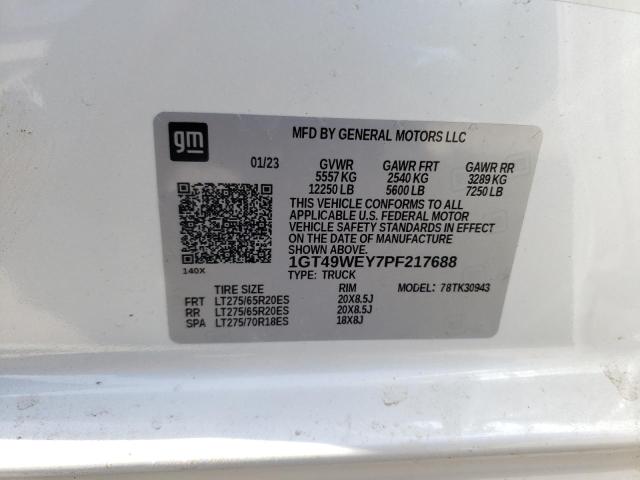 gm
MFD BY GENERAL MOTORS LLC
01/23 GVWR GAWR FRT GAWR RR
5557 KG 2540 KG 3289 KG
12250 LB 5600 LB 7250 LB
THIS VEHICLE CONFORMS TO ALL
APPLICABLE U.S. FEDERAL MOTOR
VEHICLE SAFETY STANDARDS IN EFFECT
ON THE DATE OF MANUFACTURE
SHOWN ABOVE.
1GT49WEY7PF217688
140X
TYPE: TRUCK
TIRE SIZE RIM MODEL: 78TK30943
FRT LT275/65R20ES 20X8.5J
RR LT275/65R20ES 20X8.5J
SPA LT275/70R18ES 18X8J